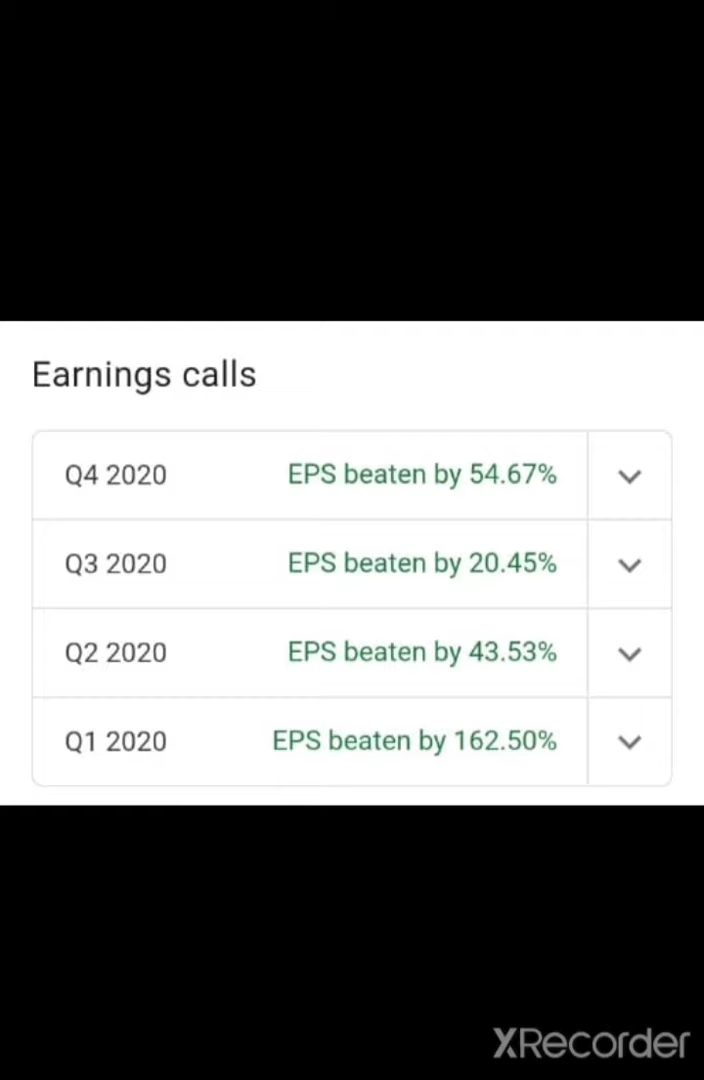 Earnings calls
Q4 2020 EPS beaten by 54.67%
Q3 2020 EPS beaten by 20.45%
Q2 2020 EPS beaten by 43.53%
Q1 2020 EPS beaten by 162.50%
XRecorder